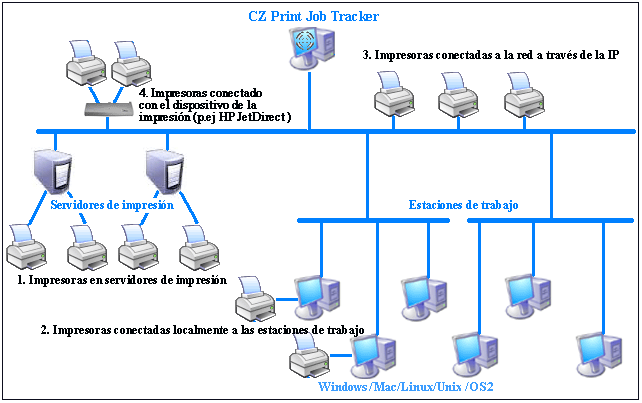 CZ Print Job Tracker
3. Impresoras conectadas a la red a través de la IP
4. Impresoras conectado
con el dispositivo de la
impresión (p.ej HPJetDirect)
Servidores de impresión
Estaciones de trabajo
1. Impresoras en servidores de impresión
2. Impresoras conectadas localmente a las estaciones de trabajo
Windows/Mac/Linux/Unix /OS2